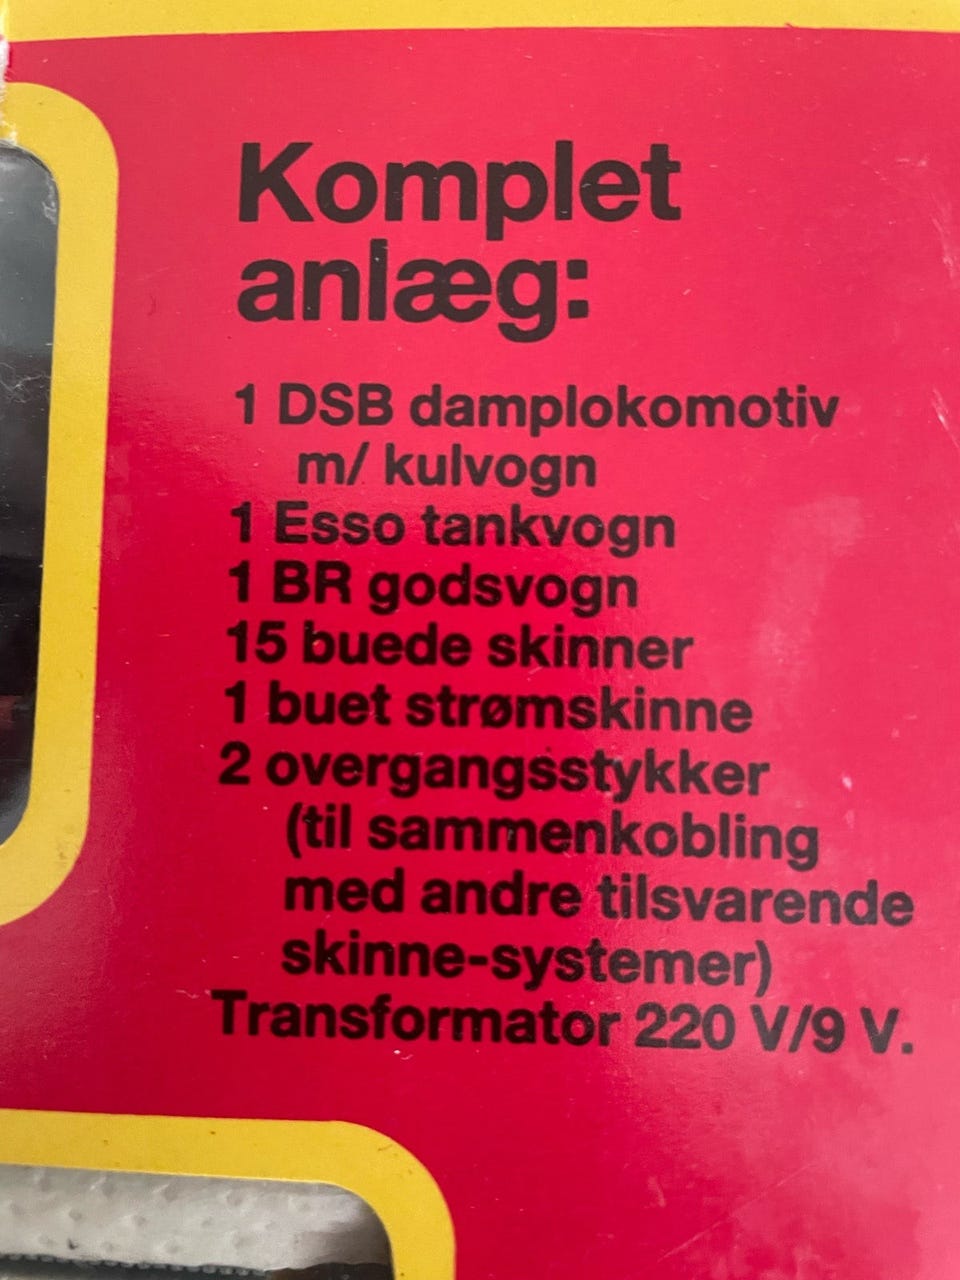 Komplet
anlæg:
1 DSB damplokomotiv
m/ kulvogn
1 Esso tankvogn
1 BR godsvogn
15 buede skinner
1 buet strømskinne
2 overgangsstykker
(til sammenkobling
med andre tilsvarende
skinne-systemer)
Transformator 220 V/9 V.